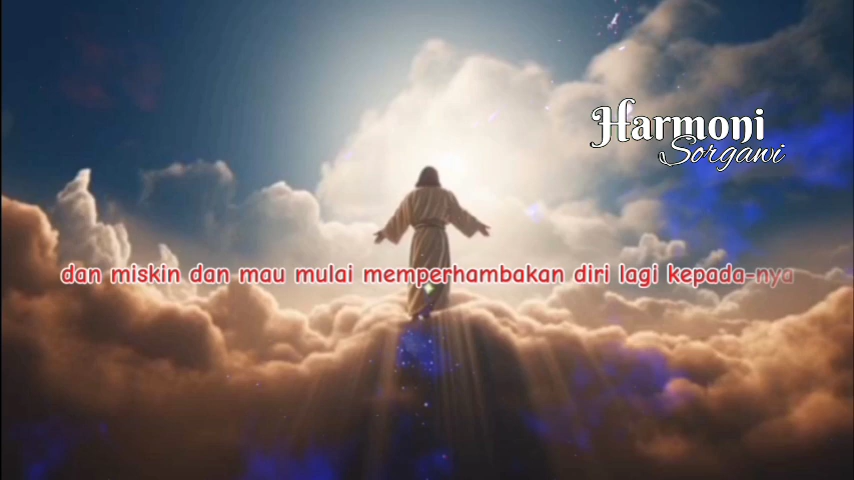 Harmoni
Sorgawi
dan miskin dan mau mulai memperhambakan diri lagi kepada-nya